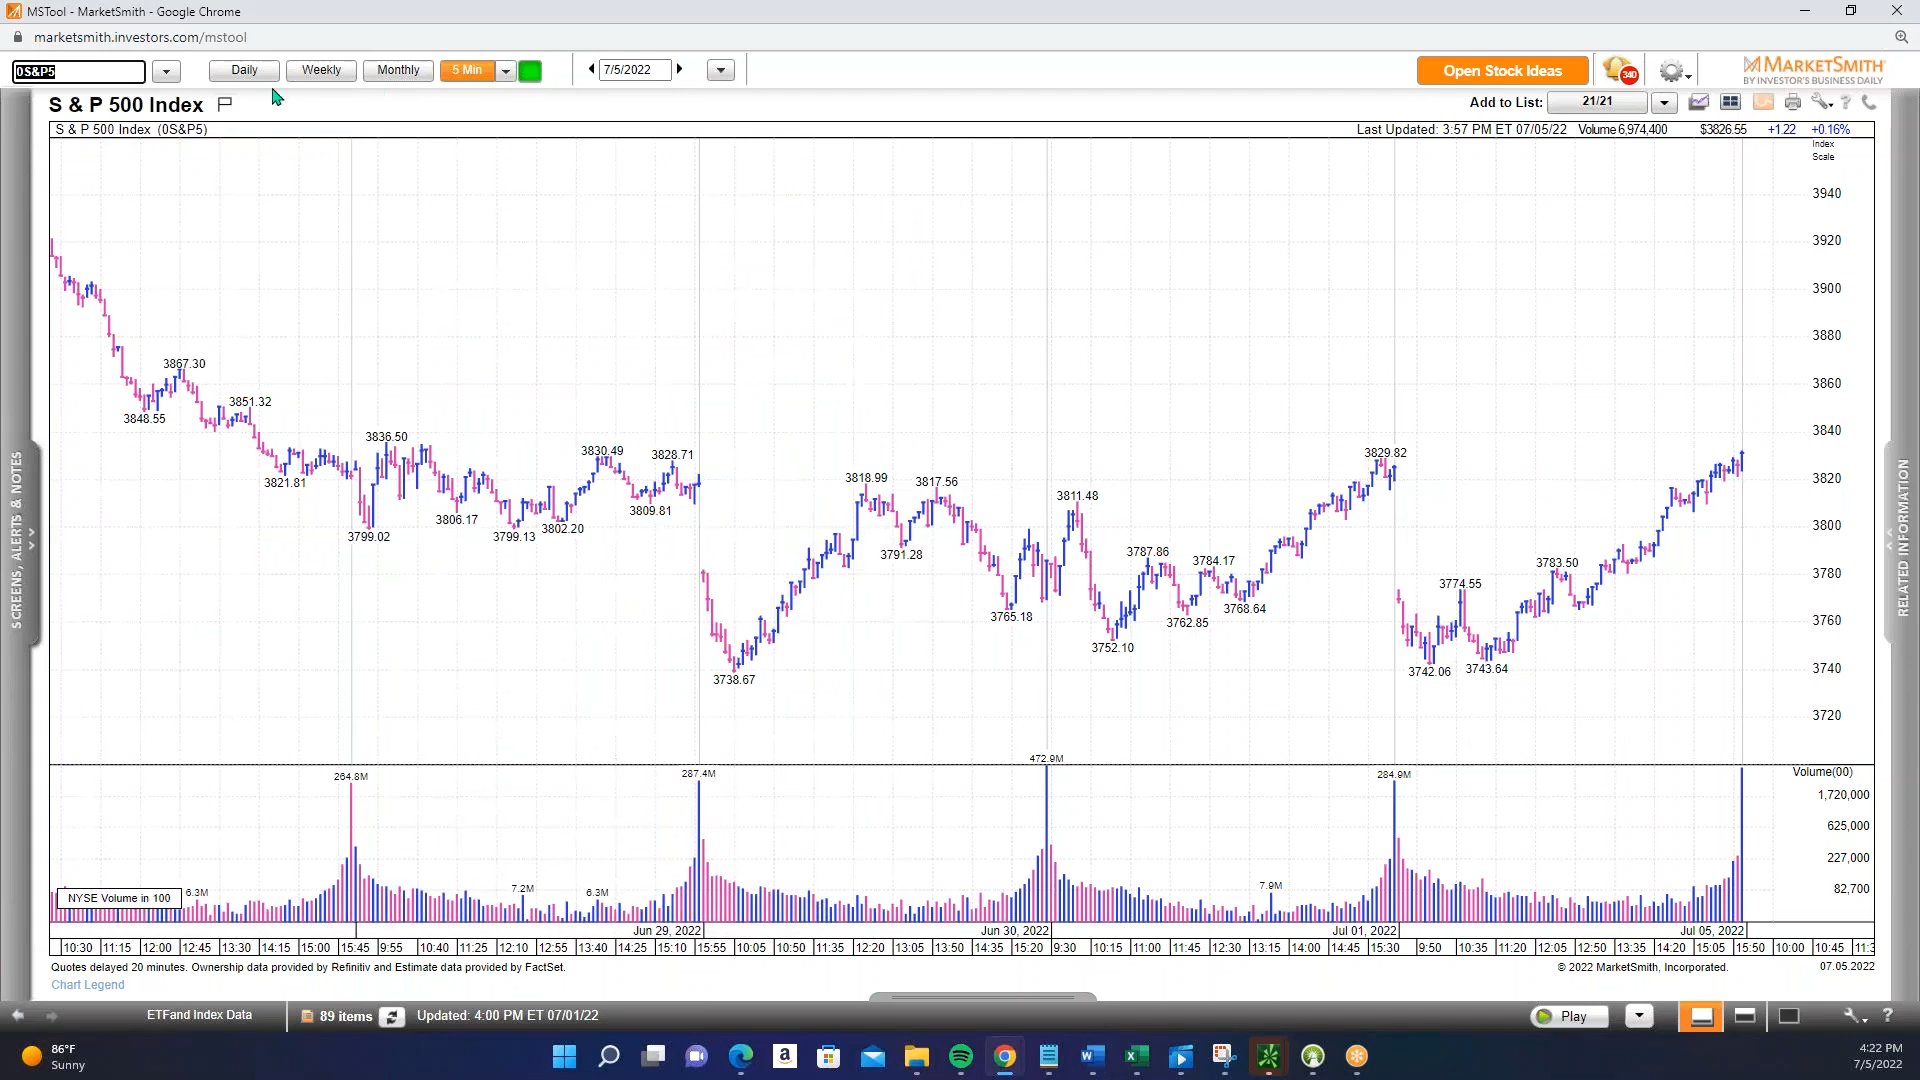 MSTool - MarketSmith - Google Chrome
marketsmith.investors.com/mstool
0S&P5 Daily Weekly Monthly 5 Min 7/5/2022 Open Stock Ideas 340 MARKETSMITH
BY INVESTOR'S BUSINESS DAILY
S & P 500 Index Add to List: 21/21 ?
S & P 500 Index (0S&P5) Last Updated: 3:57 PM ET 07/05/22 Volume 6,974,400 $3826.55 +1.22 +0.16%
Index
Scale
3940
3920
3900
3880
3860
3840
3820
3800
3780
3760
3740
3720
3867.30
3848.55
3851.32
3821.81
3836.50
3799.02
3806.17
3799.13
3802.20
3830.49
3809.81
3828.71
3738.67
3818.99
3791.28
3817.56
3765.18
3811.48
3752.10
3787.86
3762.85
3784.17
3768.64
3829.82
3742.06
3774.55
3743.64
3783.50
SCREENS, ALERTS & NOTES
RELATED INFORMATION
264.8M 287.4M 472.9M 284.9M
Volume(00)
1,720,000
625,000
227,000
82,700
NYSE Volume in 100 6.3M 7.2M 6.3M 7.9M
Jun 29, 2022 Jun 30, 2022 Jul 01, 2022 Jul 05, 2022
10:30 11:15 12:00 12:45 13:30 14:15 15:00 15:45 9:55 10:40 11:25 12:10 12:55 13:40 14:25 15:10 15:55 10:05 10:50 11:35 12:20 13:05 13:50 14:35 15:20 9:30 10:15 11:00 11:45 12:30 13:15 14:00 14:45 15:30 9:50 10:35 11:20 12:05 12:50 13:35 14:20 15:05 15:50 10:00 10:45
Quotes delayed 20 minutes. Ownership data provided by Refinitiv and Estimate data provided by FactSet. © 2022 MarketSmith, Incorporated. 07.05.2022
Chart Legend
ETFand Index Data 89 items Updated: 4:00 PM ET 07/01/22 Play ?
86°F
Sunny
4:22 PM
7/5/2022